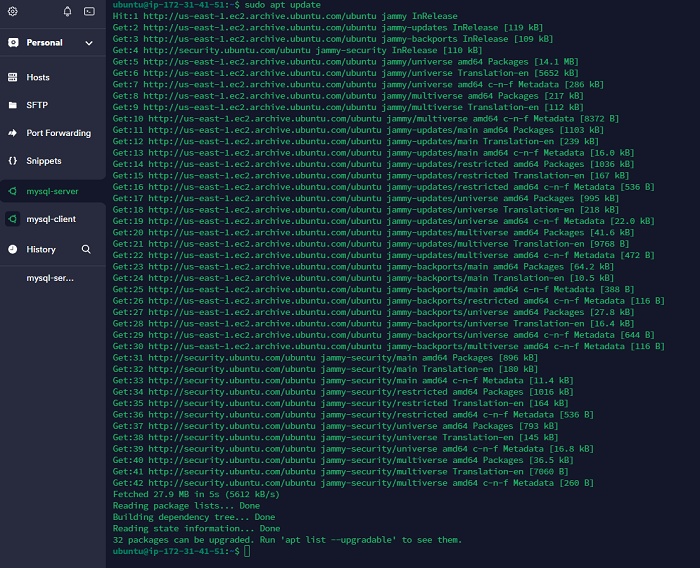 Personal
Hosts
SFTP
Port Forwarding
{} Snippets
mysql-server
mysql-client
History
mysql-ser...
ubuntu@ip-172-31-41-51:~$ sudo apt update
Hit:1 http://us-east-1.ec2.archive.ubuntu.com/ubuntu jammy InRelease
Get:2 http://us-east-1.ec2.archive.ubuntu.com/ubuntu jammy-updates InRelease [119 kB]
Get:3 http://us-east-1.ec2.archive.ubuntu.com/ubuntu jammy-backports InRelease [109 kB]
Get:4 http://security.ubuntu.com/ubuntu jammy-security InRelease [110 kB]
Get:5 http://us-east-1.ec2.archive.ubuntu.com/ubuntu jammy/universe amd64 Packages [14.1 MB]
Get:6 http://us-east-1.ec2.archive.ubuntu.com/ubuntu jammy/universe Translation-en [5652 kB]
Get:7 http://us-east-1.ec2.archive.ubuntu.com/ubuntu jammy/universe amd64 c-n-f Metadata [286 kB]
Get:8 http://us-east-1.ec2.archive.ubuntu.com/ubuntu jammy/multiverse amd64 Packages [217 kB]
Get:9 http://us-east-1.ec2.archive.ubuntu.com/ubuntu jammy/multiverse Translation-en [112 kB]
Get:10 http://us-east-1.ec2.archive.ubuntu.com/ubuntu jammy/multiverse amd64 c-n-f Metadata [8372 B]
Get:11 http://us-east-1.ec2.archive.ubuntu.com/ubuntu jammy-updates/main amd64 Packages [1103 kB]
Get:12 http://us-east-1.ec2.archive.ubuntu.com/ubuntu jammy-updates/main Translation-en [239 kB]
Get:13 http://us-east-1.ec2.archive.ubuntu.com/ubuntu jammy-updates/main amd64 c-n-f Metadata [16.0 kB]
Get:14 http://us-east-1.ec2.archive.ubuntu.com/ubuntu jammy-updates/restricted amd64 Packages [1036 kB]
Get:15 http://us-east-1.ec2.archive.ubuntu.com/ubuntu jammy-updates/restricted Translation-en [167 kB]
Get:16 http://us-east-1.ec2.archive.ubuntu.com/ubuntu jammy-updates/restricted amd64 c-n-f Metadata [536 B]
Get:17 http://us-east-1.ec2.archive.ubuntu.com/ubuntu jammy-updates/universe amd64 Packages [995 kB]
Get:18 http://us-east-1.ec2.archive.ubuntu.com/ubuntu jammy-updates/universe Translation-en [218 kB]
Get:19 http://us-east-1.ec2.archive.ubuntu.com/ubuntu jammy-updates/universe amd64 c-n-f Metadata [22.0 kB]
Get:20 http://us-east-1.ec2.archive.ubuntu.com/ubuntu jammy-updates/multiverse amd64 Packages [41.6 kB]
Get:21 http://us-east-1.ec2.archive.ubuntu.com/ubuntu jammy-updates/multiverse Translation-en [9768 B]
Get:22 http://us-east-1.ec2.archive.ubuntu.com/ubuntu jammy-updates/multiverse amd64 c-n-f Metadata [472 B]
Get:23 http://us-east-1.ec2.archive.ubuntu.com/ubuntu jammy-backports/main amd64 Packages [64.2 kB]
Get:24 http://us-east-1.ec2.archive.ubuntu.com/ubuntu jammy-backports/main Translation-en [10.5 kB]
Get:25 http://us-east-1.ec2.archive.ubuntu.com/ubuntu jammy-backports/main amd64 c-n-f Metadata [388 B]
Get:26 http://us-east-1.ec2.archive.ubuntu.com/ubuntu jammy-backports/restricted amd64 c-n-f Metadata [116 B]
Get:27 http://us-east-1.ec2.archive.ubuntu.com/ubuntu jammy-backports/universe amd64 Packages [27.8 kB]
Get:28 http://us-east-1.ec2.archive.ubuntu.com/ubuntu jammy-backports/universe Translation-en [16.4 kB]
Get:29 http://us-east-1.ec2.archive.ubuntu.com/ubuntu jammy-backports/universe amd64 c-n-f Metadata [644 B]
Get:30 http://us-east-1.ec2.archive.ubuntu.com/ubuntu jammy-backports/multiverse amd64 c-n-f Metadata [116 B]
Get:31 http://security.ubuntu.com/ubuntu jammy-security/main amd64 Packages [896 kB]
Get:32 http://security.ubuntu.com/ubuntu jammy-security/main Translation-en [180 kB]
Get:33 http://security.ubuntu.com/ubuntu jammy-security/main amd64 c-n-f Metadata [11.4 kB]
Get:34 http://security.ubuntu.com/ubuntu jammy-security/restricted amd64 Packages [1016 kB]
Get:35 http://security.ubuntu.com/ubuntu jammy-security/restricted Translation-en [164 kB]
Get:36 http://security.ubuntu.com/ubuntu jammy-security/restricted amd64 c-n-f Metadata [536 B]
Get:37 http://security.ubuntu.com/ubuntu jammy-security/universe amd64 Packages [793 kB]
Get:38 http://security.ubuntu.com/ubuntu jammy-security/universe Translation-en [145 kB]
Get:39 http://security.ubuntu.com/ubuntu jammy-security/universe amd64 c-n-f Metadata [16.8 kB]
Get:40 http://security.ubuntu.com/ubuntu jammy-security/multiverse amd64 Packages [36.5 kB]
Get:41 http://security.ubuntu.com/ubuntu jammy-security/multiverse Translation-en [7060 B]
Get:42 http://security.ubuntu.com/ubuntu jammy-security/multiverse amd64 c-n-f Metadata [260 B]
Fetched 27.9 MB in 5s (5612 kB/s)
Reading package lists... Done
Building dependency tree... Done
Reading state information... Done
32 packages can be upgraded. Run 'apt list --upgradable' to see them.
ubuntu@ip-172-31-41-51:~$